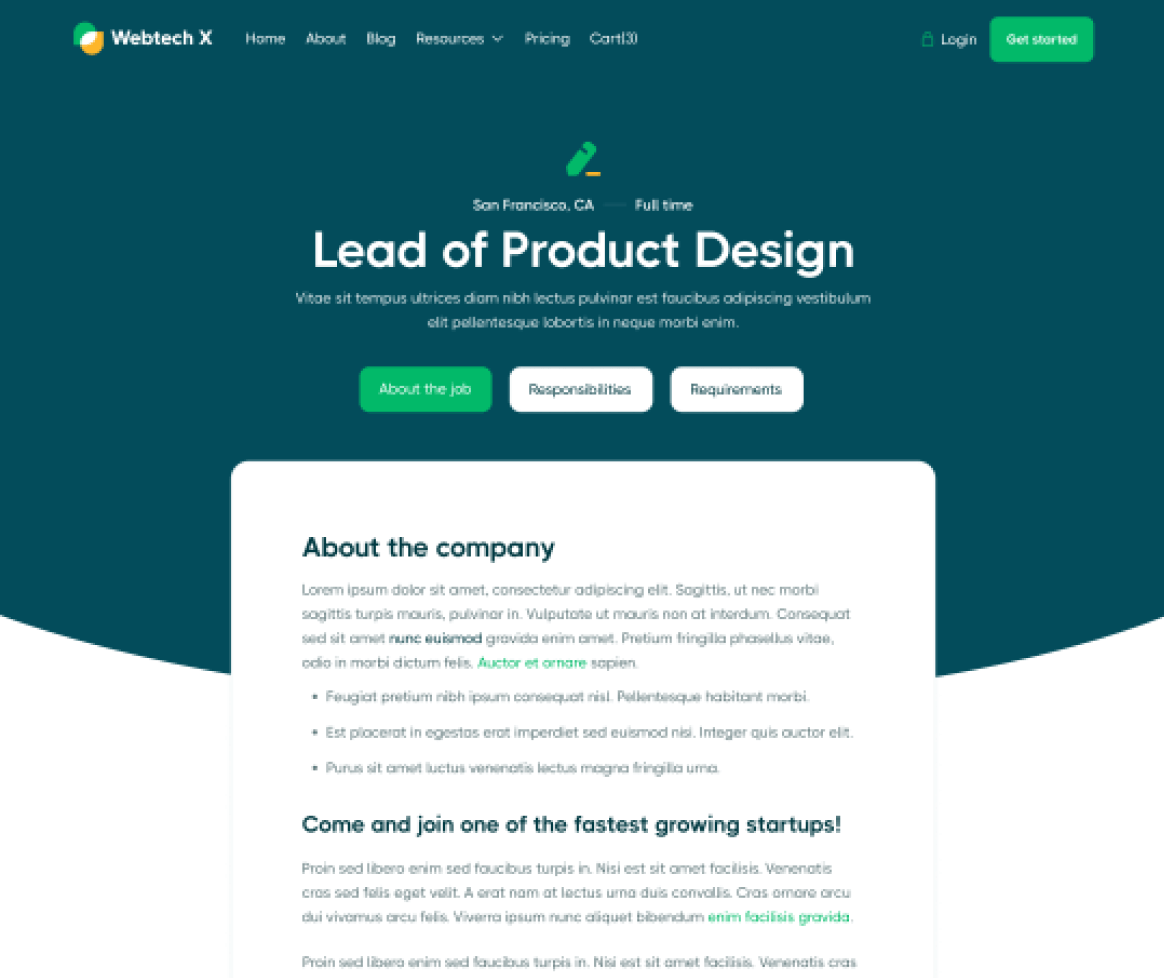 Webtech X Home About Blog Resources Pricing Cart(3) Login Get started
San Francisco, CA Full time
Lead of Product Design
Vitae sit tempus ultrices diam nibh lectus pulvinar est faucibus adipiscing vestibulum
elit pellentesque lobortis in neque morbi enim.
About the job Responsibilities Requirements
About the company
Lorem ipsum dolor sit amet, consectetur adipiscing elit. Sagittis, ut nec morbi
sagittis turpis mauris, pulvinar in. Vulputate ut mauris non at interdum. Consequat
sed sit amet nunc euismod gravida enim amet. Pretium fringilla phasellus vitae,
odio in morbi dictum felis. Auctor et ornare sapien.
• Feugiat pretium nibh ipsum consequat nisl. Pellentesque habitant morbi.
• Est placerat in egestas erat imperdiet sed euismod nisi. Integer quis auctor elit.
• Purus sit amet luctus venenatis lectus magna fringilla urna.
Come and join one of the fastest growing startups!
Proin sed libero enim sed faucibus turpis in. Nisi est sit amet facilisis. Venenatis
cras sed felis eget velit. A erat nam at lectus urna duis convallis. Cras ornare arcu
dui vivamus arcu felis. Viverra ipsum nunc aliquet bibendum enim facilisis gravida.
Proin sed libero enim sed faucibus turpis in. Nisi est sit amet facilisis. Venenatis cras